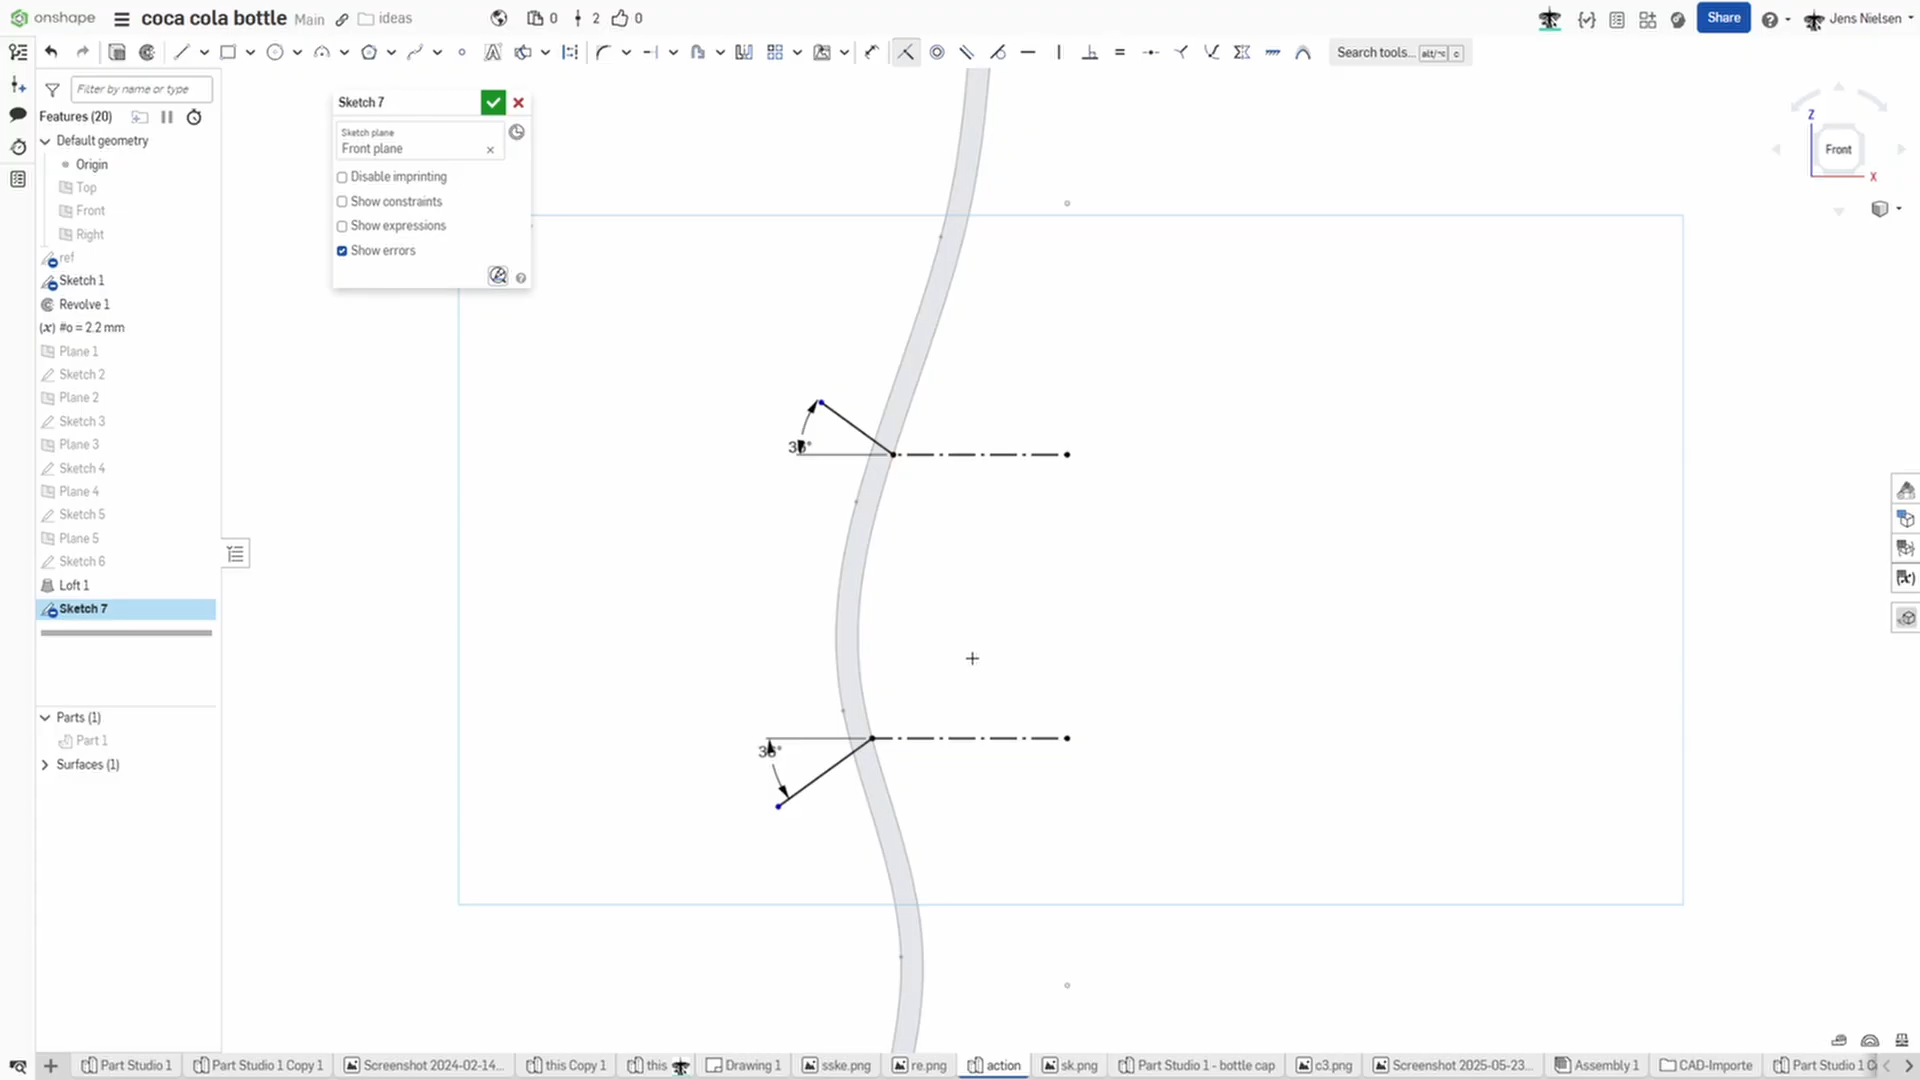 onshape
coca cola bottle Main ideas
0 2 0
Share
Jens Nielsen
Search tools... alt/⌥ c
Filter by name or type
Features (20)
Default geometry
Origin
Top
Front
Right
ref
Sketch 1
Revolve 1
(x) #o = 2.2 mm
Plane 1
Sketch 2
Plane 2
Sketch 3
Plane 3
Sketch 4
Plane 4
Sketch 5
Plane 5
Sketch 6
Loft 1
Sketch 7
Parts (1)
Part 1
Surfaces (1)
Sketch 7
Sketch plane
Front plane
Disable imprinting
Show constraints
Show expressions
Show errors
Z
Front
X
Part Studio 1
Part Studio 1 Copy 1
Screenshot 2024-02-14...
this Copy 1
this
Drawing 1
sske.png
re.png
action
sk.png
Part Studio 1 - bottle cap
c3.png
Screenshot 2025-05-23...
Assembly 1
CAD-Importe
Part Studio 1